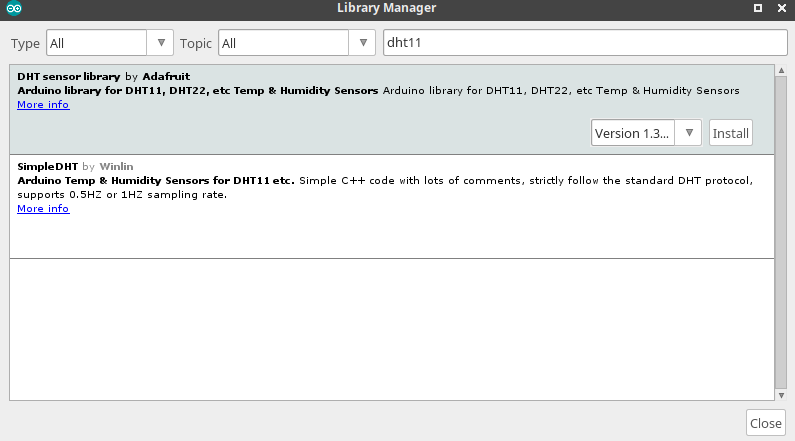 Library Manager
Type All Topic All dht11
DHT sensor library by Adafruit
Arduino library for DHT11, DHT22, etc Temp & Humidity Sensors Arduino library for DHT11, DHT22, etc Temp & Humidity Sensors
More info
Version 1.3... Install
SimpleDHT by Winlin
Arduino Temp & Humidity Sensors for DHT11 etc. Simple C++ code with lots of comments, strictly follow the standard DHT protocol,
supports 0.5HZ or 1HZ sampling rate.
More info
Close